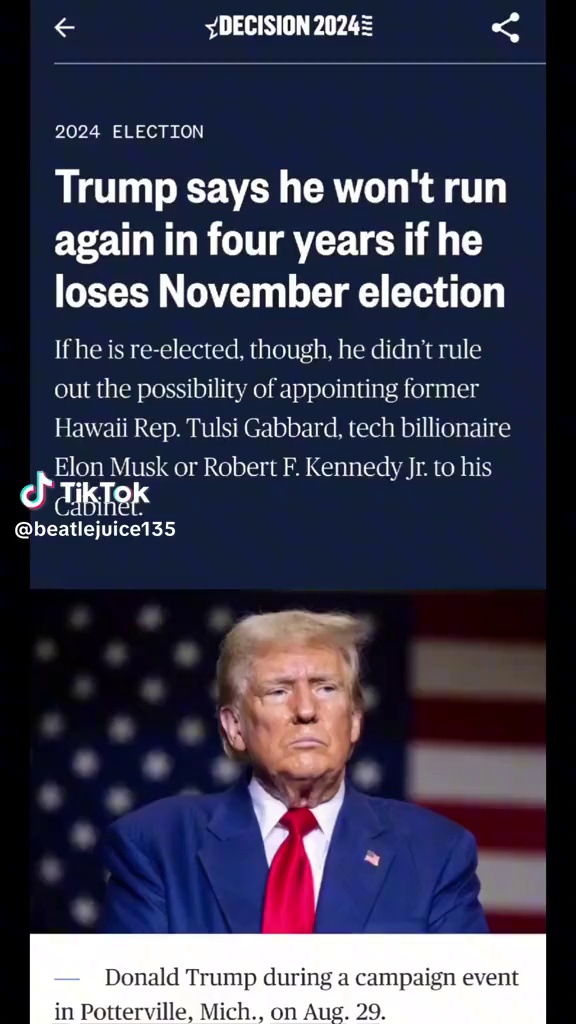 DECISION 2024
2024 ELECTION
Trump says he won't run
again in four years if he
loses November election
If he is re-elected, though, he didn't rule
out the possibility of appointing former
Hawaii Rep. Tulsi Gabbard, tech billionaire
Elon Musk or Robert F. Kennedy Jr. to his
Cabinet.
TikTok
@beatlejuice135
— Donald Trump during a campaign event
in Potterville, Mich., on Aug. 29.